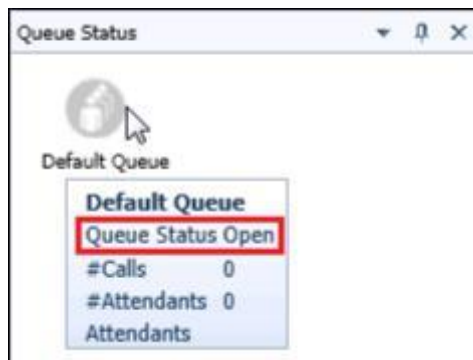 Queue Status
Default Queue
Default Queue
Queue Status Open
#Calls 0
#Attendants 0
Attendants